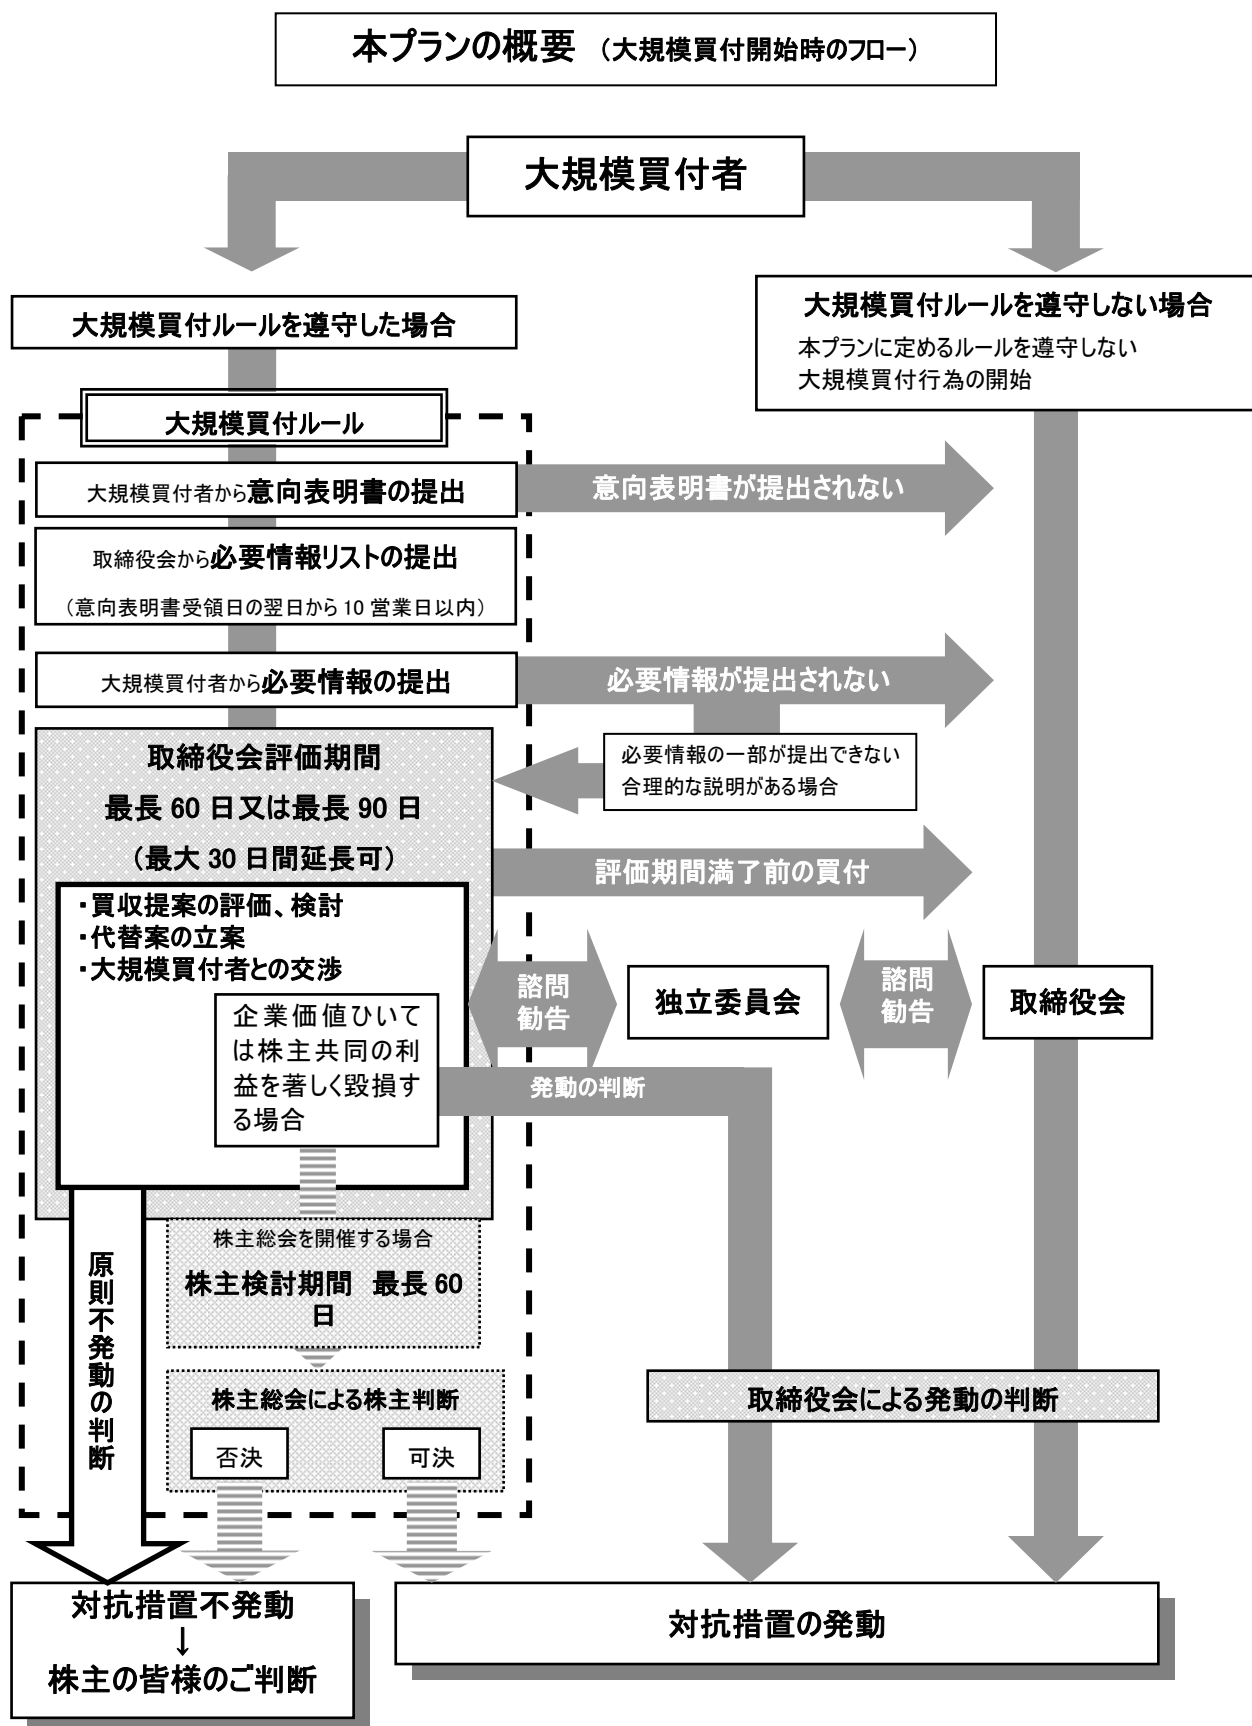 本プランの概要 （大規模買付開始時のフロー）
大規模買付者
大規模買付ルールを遵守した場合
大規模買付ルールを遵守しない場合
本プランに定めるルールを遵守しない
大規模買付行為の開始
大規模買付ルール
大規模買付者から意向表明書の提出
意向表明書が提出されない
取締役会から必要情報リストの提出
（意向表明書受領日の翌日から 10 営業日以内）
大規模買付者から必要情報の提出
必要情報が提出されない
必要情報の一部が提出できない
合理的な説明がある場合
取締役会評価期間
最長 60 日又は最長 90 日
（最大 30 日間延長可）
評価期間満了前の買付
・買収提案の評価、検討
・代替案の立案
・大規模買付者との交渉
企業価値ひいて
は株主共同の利
益を著しく毀損す
る場合
諮問
勧告
独立委員会
諮問
勧告
取締役会
発動の判断
原則不発動の判断
株主総会を開催する場合
株主検討期間 最長 60
日
株主総会による株主判断
否決
可決
取締役会による発動の判断
対抗措置不発動
↓
株主の皆様のご判断
対抗措置の発動